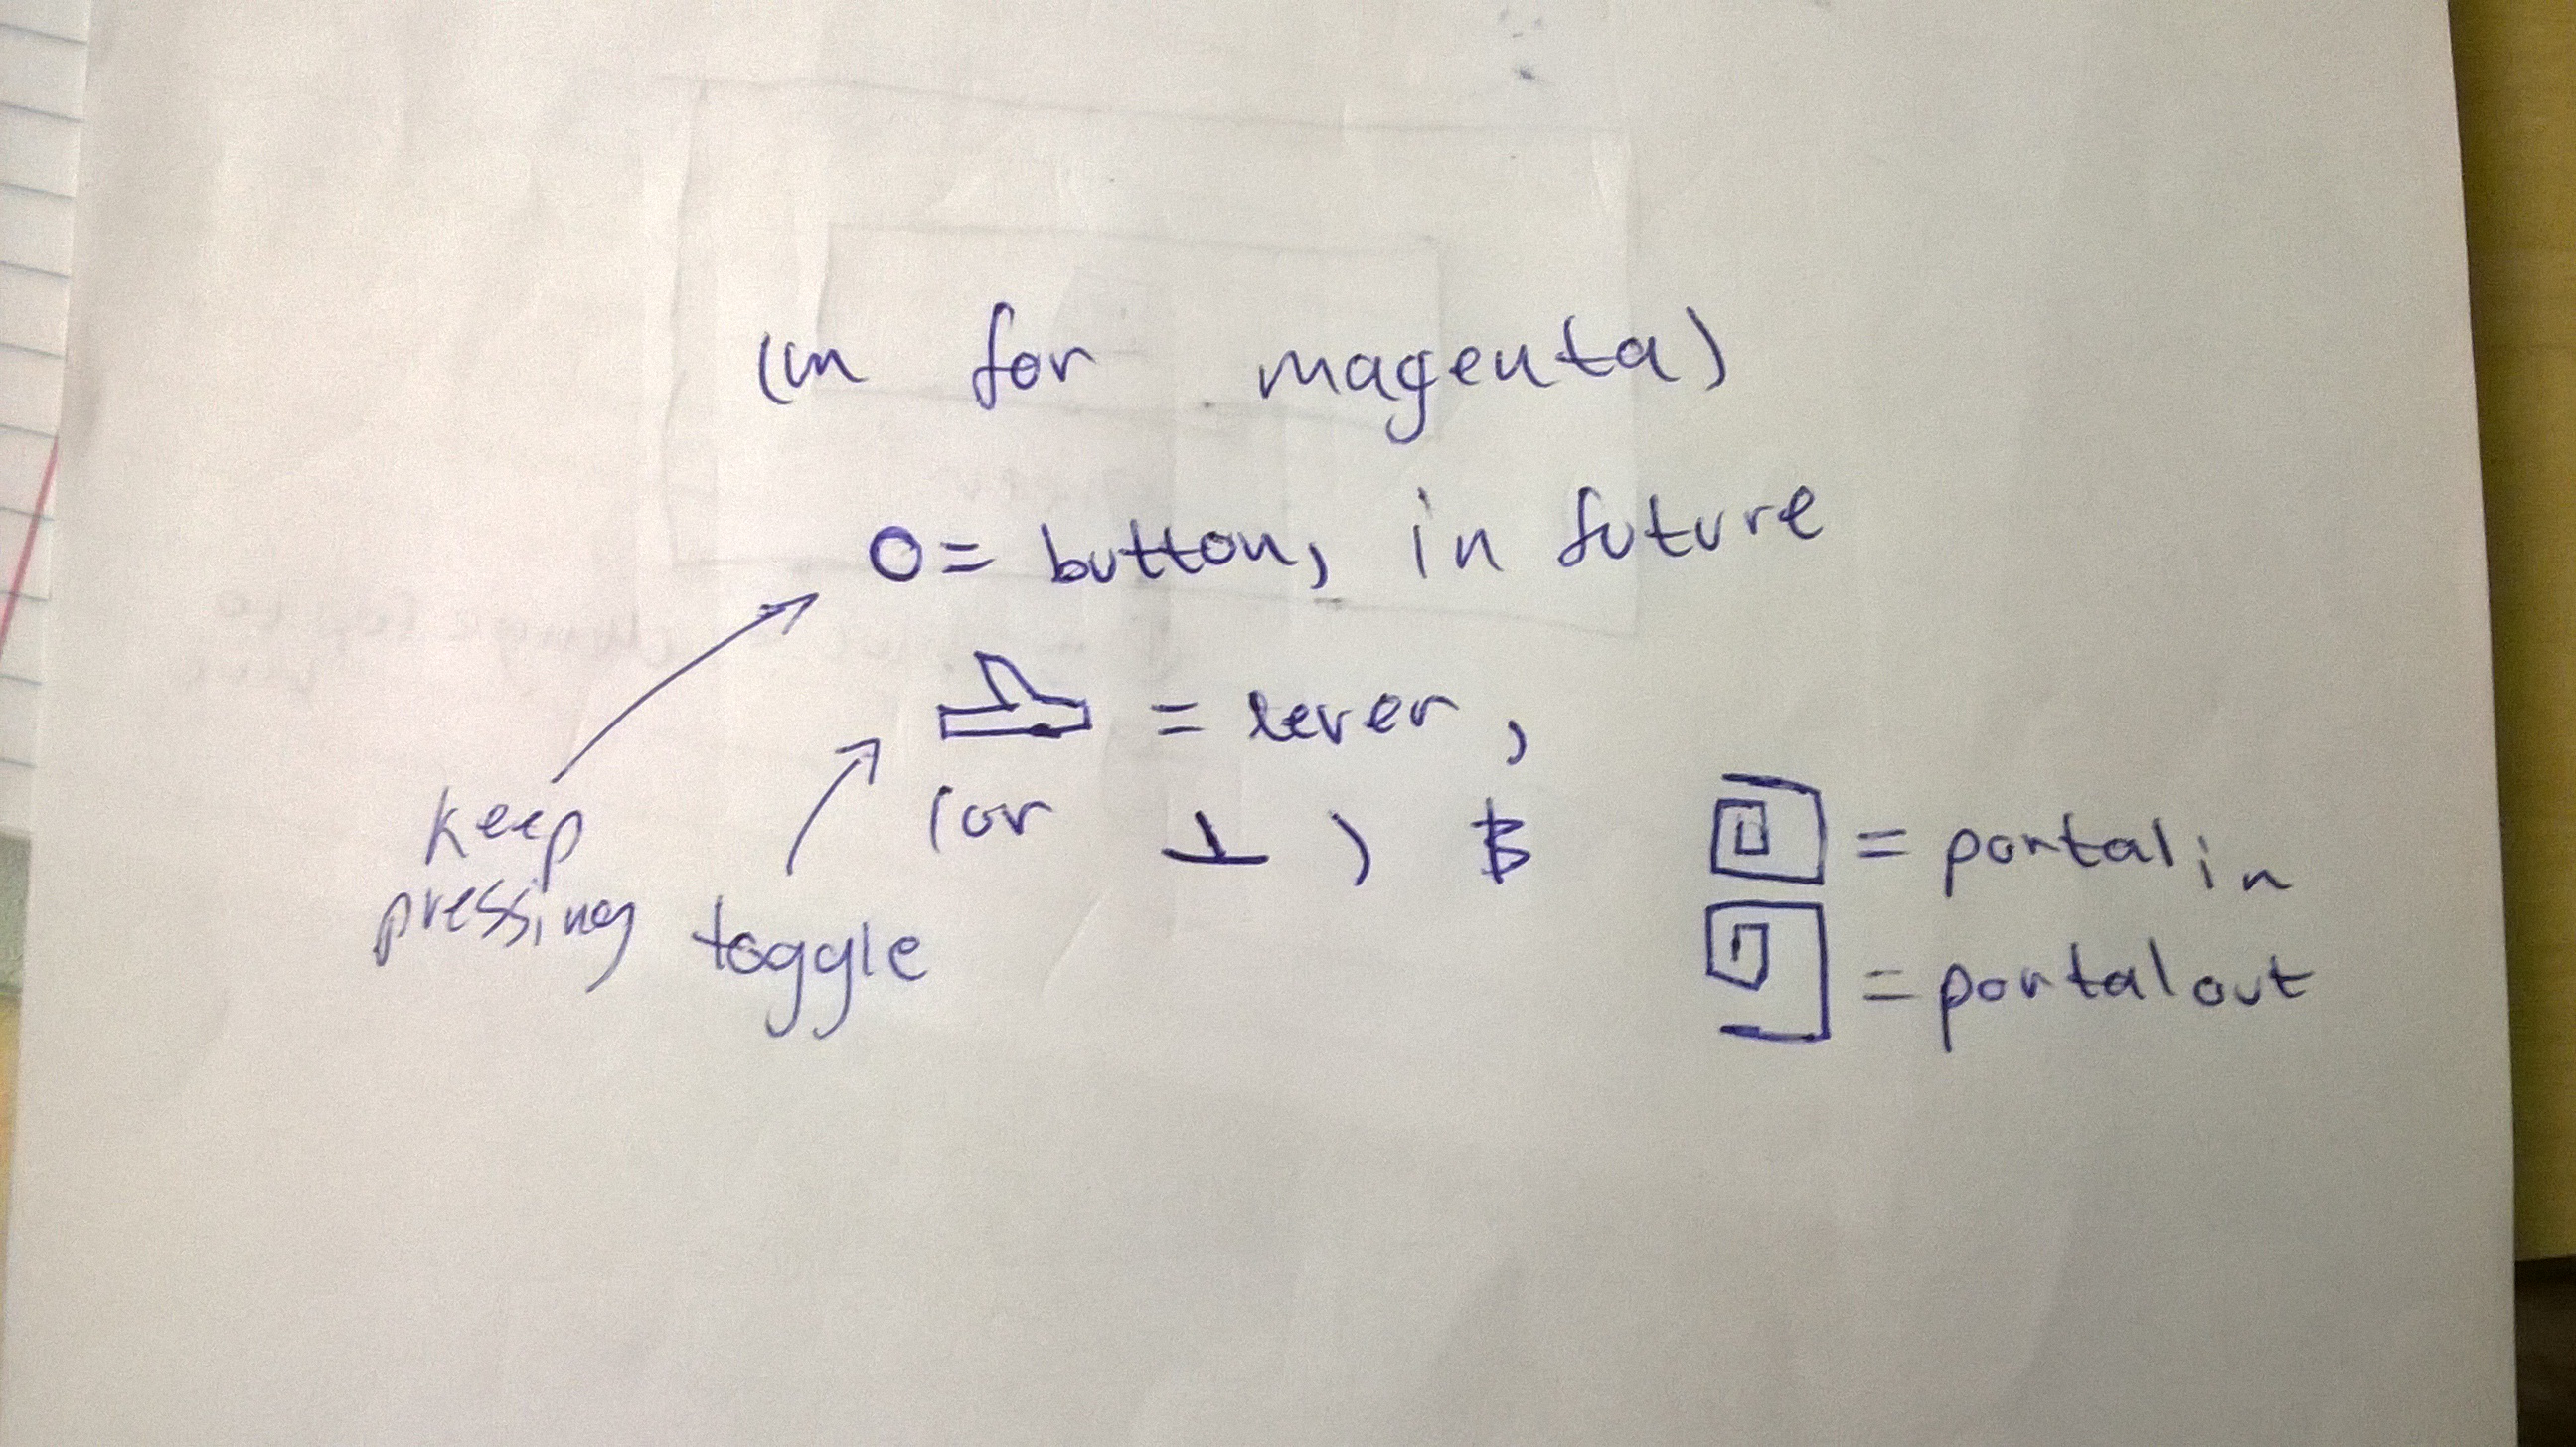 (m for magenta)
O = button, in future
= lever,
(or ⊥ )
keep
pressing
toggle
= portal in
= portal out